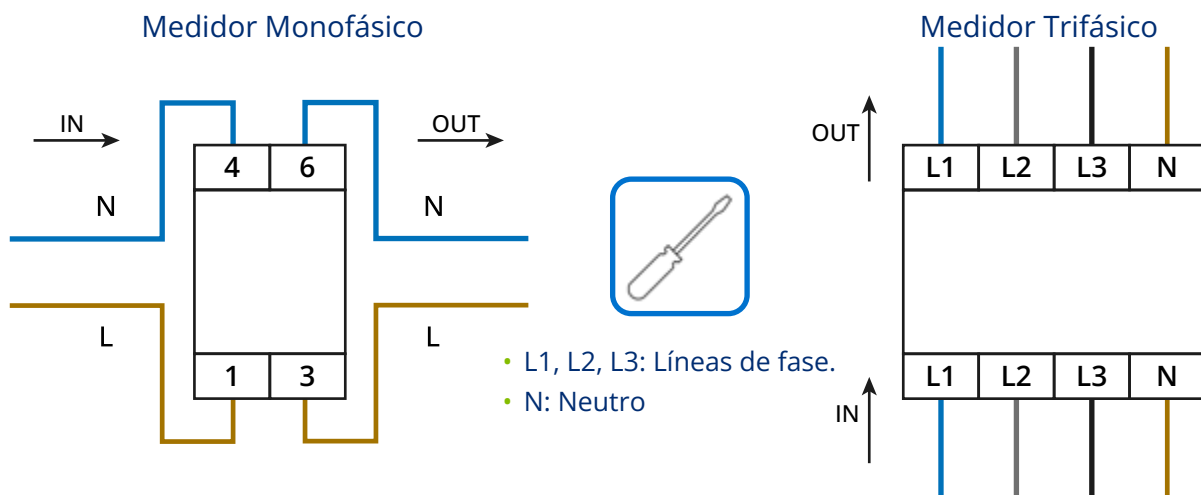 Medidor Monofásico
IN
OUT
4 6
N
N
L
L
1 3
• L1, L2, L3: Líneas de fase.
• N: Neutro
Medidor Trifásico
OUT
L1 L2 L3 N
L1 L2 L3 N
IN